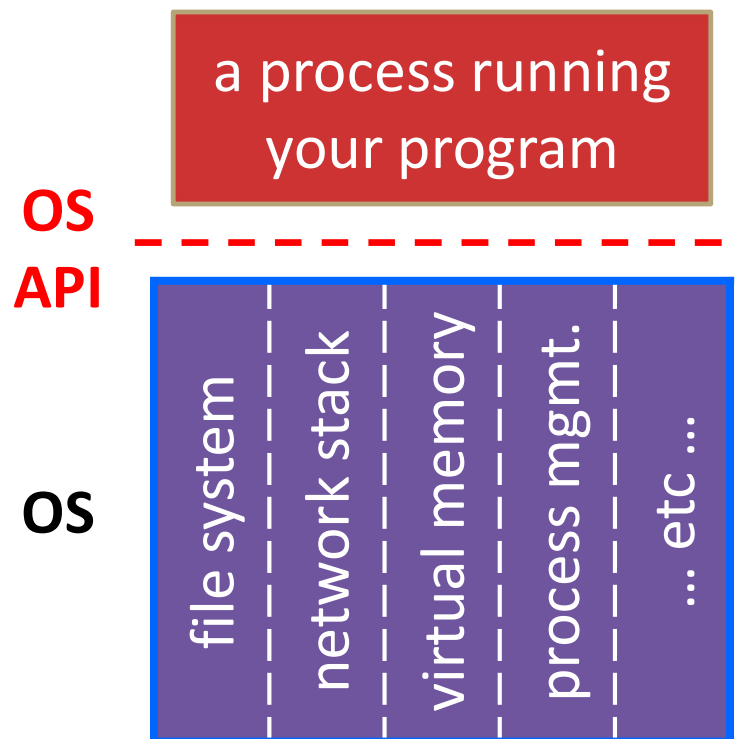 a process running
your program
OS
API
OS
file system
network stack
virtual memory
process mgmt.
... etc ...